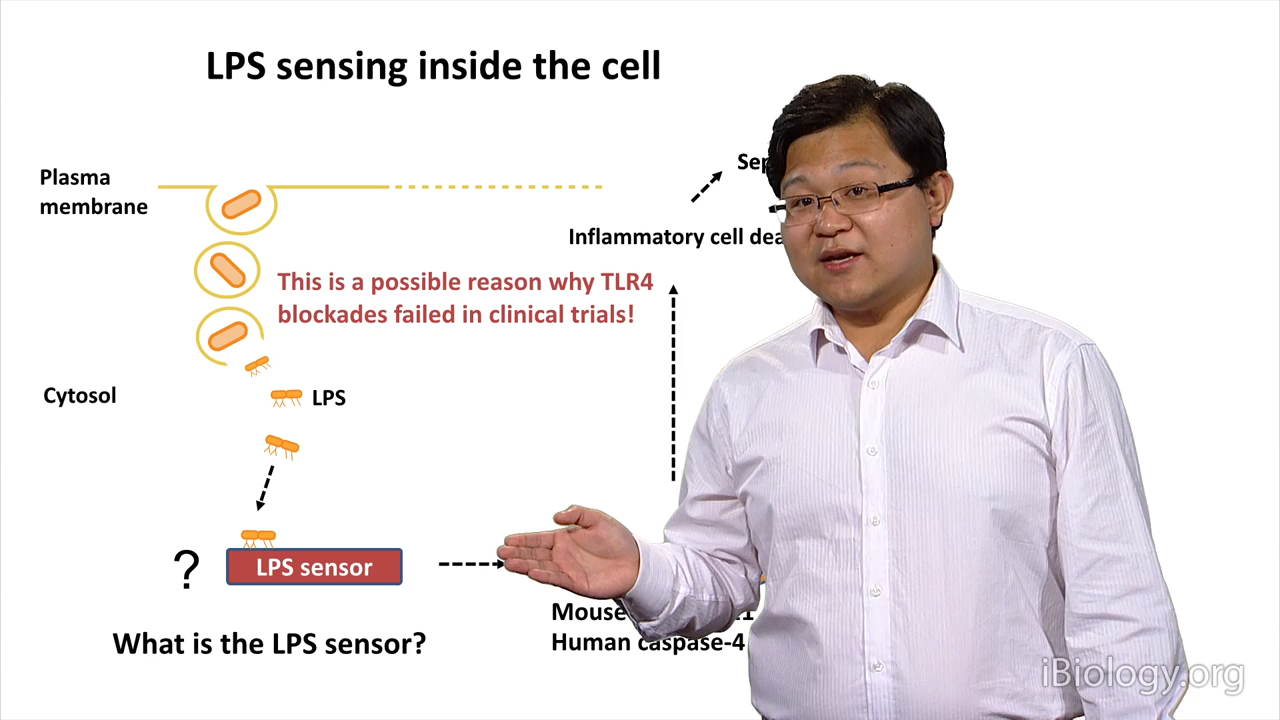 LPS sensing inside the cell
Plasma
membrane
Inflammatory cell
This is a possible reason why TLR4
blockades failed in clinical trials!
Cytosol
LPS
?
LPS sensor
Mouse
Human caspase-4
What is the LPS sensor?
iBiology.org